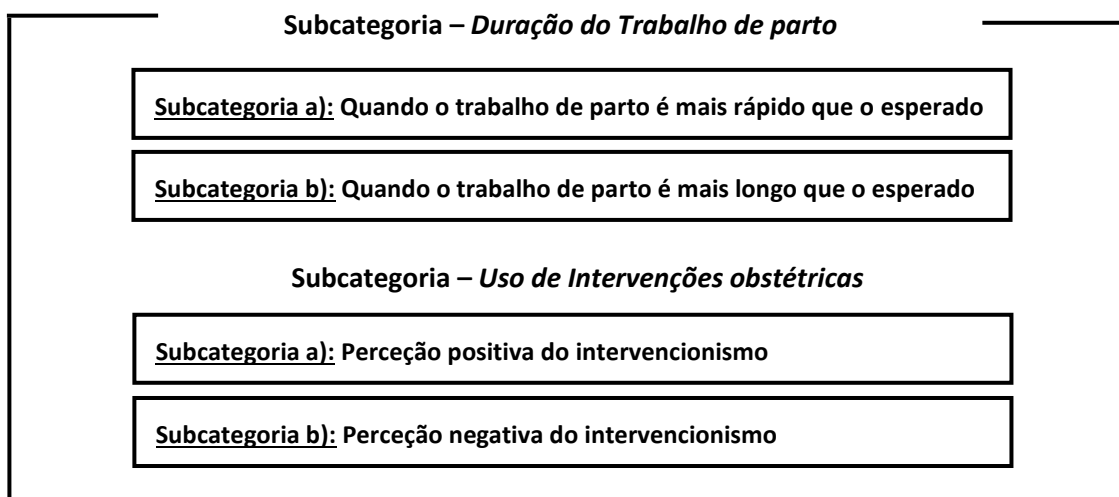 Subcategoria – Duração do Trabalho de parto
Subcategoria a): Quando o trabalho de parto é mais rápido que o esperado
Subcategoria b): Quando o trabalho de parto é mais longo que o esperado
Subcategoria – Uso de Intervenções obstétricas
Subcategoria a): Perceção positiva do intervencionismo
Subcategoria b): Perceção negativa do intervencionismo